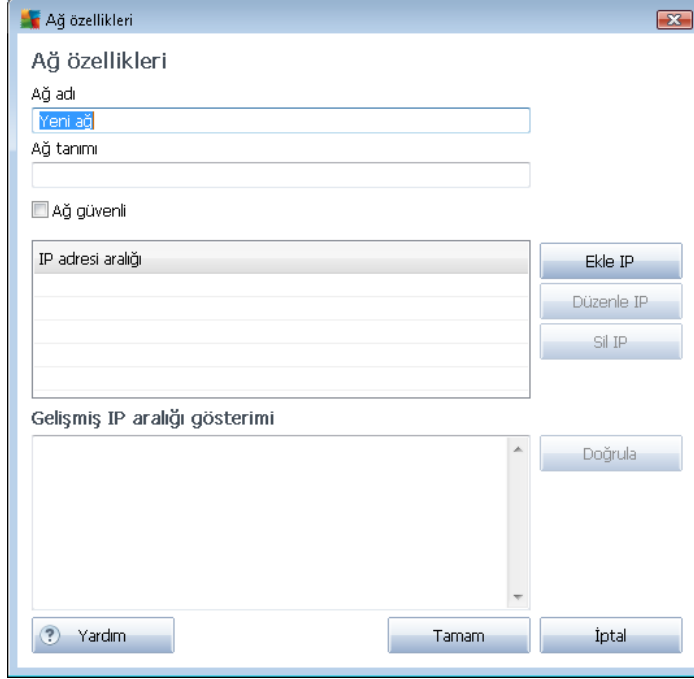 Ağ özellikleri
Ağ özellikleri
Ağ adı
Yeni ağ
Ağ tanımı
Ağ güvenli
IP adresi aralığı
Ekle IP
Düzenle IP
Sil IP
Gelişmiş IP aralığı gösterimi
Doğrula
? Yardım
Tamam
İptal